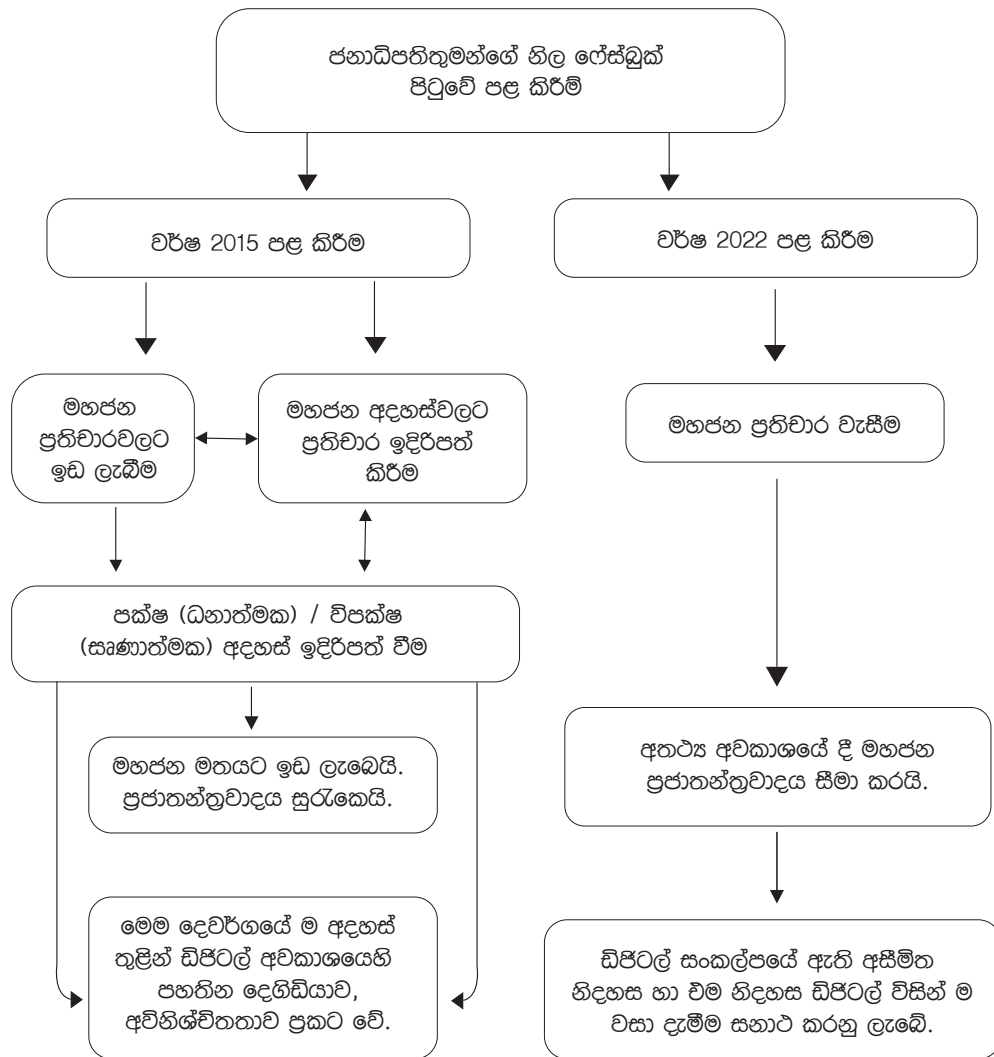 ජනාධිපතිතුමන්ගේ නිල ෆේස්බුක්
පිටුවේ පළ කිරීම්
වර්ෂ 2015 පළ කිරීම
වර්ෂ 2022 පළ කිරීම
මහජන
ප්‍රතිචාරවලට
ඉඩ ලැබීම
මහජන අදහස්වලට
ප්‍රතිචාර ඉදිරිපත්
කිරීම
මහජන ප්‍රතිචාර වැසීම
පක්ෂ (ධනාත්මක) / විපක්ෂ
(සෘණාත්මක) අදහස් ඉදිරිපත් වීම
මහජන මතයට ඉඩ ලැබෙයි.
ප්‍රජාතන්ත්‍රවාදය සුරැකෙයි.
අතථ්‍ය අවකාශයේ දී මහජන
ප්‍රජාතන්ත්‍රවාදය සීමා කරයි.
මෙම දෙවර්ගයේ ම අදහස්
තුළින් ඩිජිටල් අවකාශයෙහි
පහතින දෙගිඩියාව,
අවිනිශ්චිතතාව ප්‍රකට වේ.
ඩිජිටල් සංකල්පයේ ඇති අසීමිත
නිදහස හා එම නිදහස ඩිජිටල් විසින් ම
වසා දැමීම සනාථ කරනු ලැබේ.